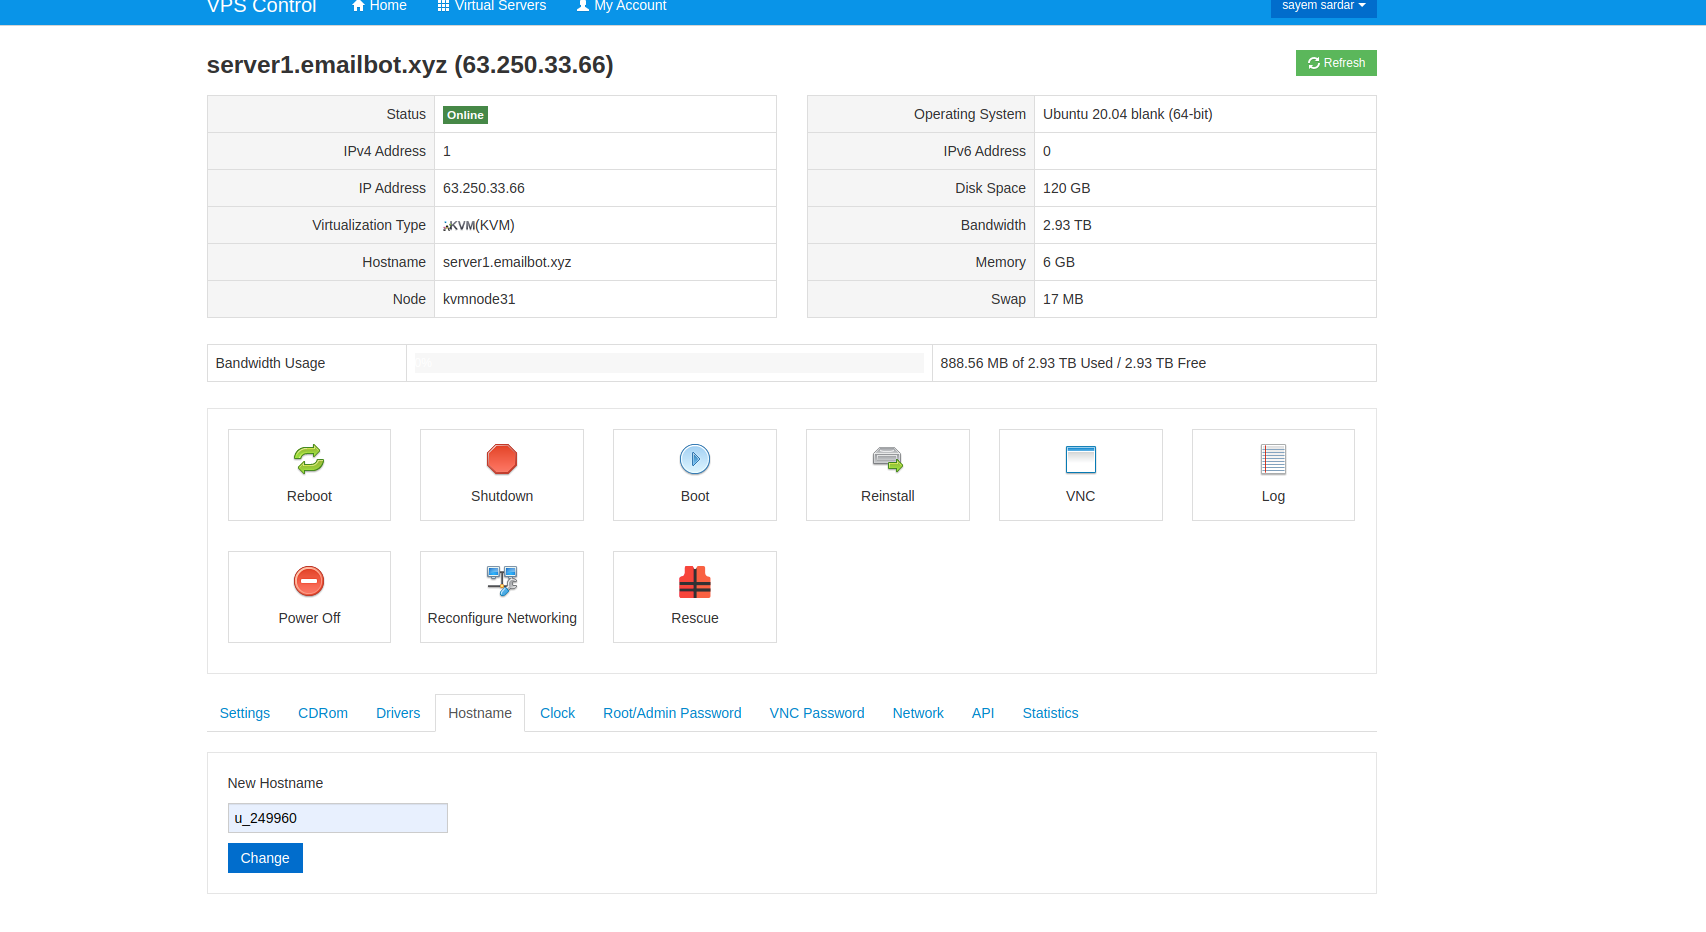 VPS Control Home Virtual Servers My Account sayem sardar
server1.emailbot.xyz (63.250.33.66) Refresh
Status Online Operating System Ubuntu 20.04 blank (64-bit)
IPv4 Address 1 IPv6 Address 0
IP Address 63.250.33.66 Disk Space 120 GB
Virtualization Type KVM(KVM) Bandwidth 2.93 TB
Hostname server1.emailbot.xyz Memory 6 GB
Node kvmnode31 Swap 17 MB
Bandwidth Usage 888.56 MB of 2.93 TB Used / 2.93 TB Free
Reboot Shutdown Boot Reinstall VNC Log
Power Off Reconfigure Networking Rescue
Settings CDRom Drivers Hostname Clock Root/Admin Password VNC Password Network API Statistics
New Hostname
u_249960
Change